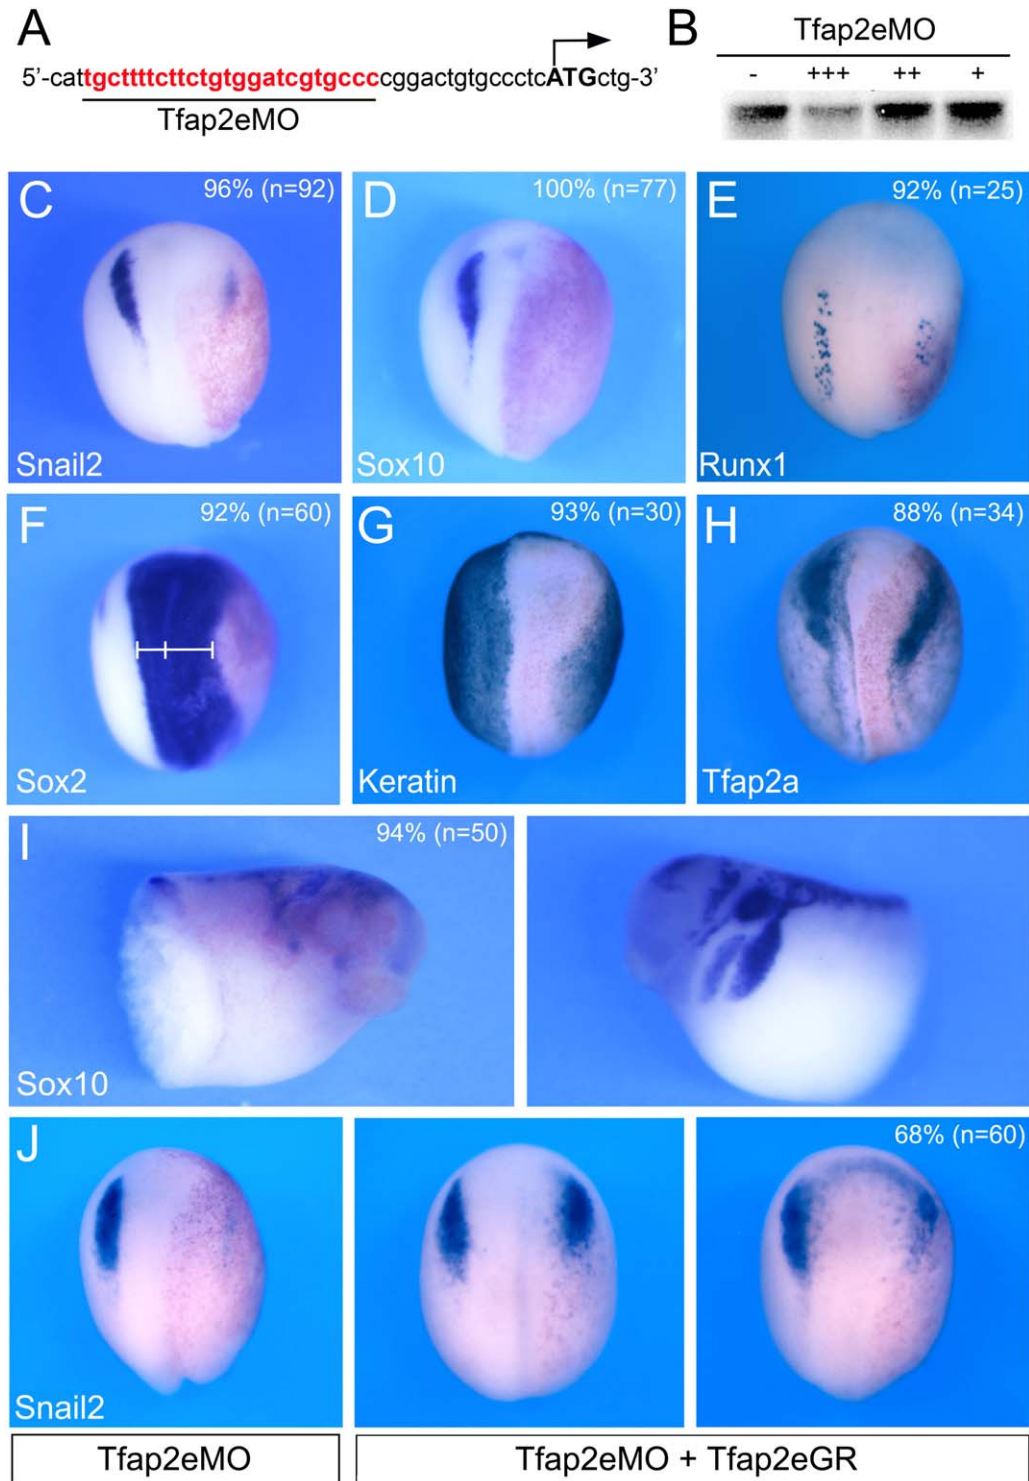 A
5’-cattgcttttcttctgtggatcgtgccccggactgtgccctcATGctg-3’
Tfap2eMO
B
Tfap2eMO
- +++ ++ +
C
96% (n=92)
Snail2
D
100% (n=77)
Sox10
E
92% (n=25)
Runx1
F
92% (n=60)
Sox2
G
93% (n=30)
Keratin
H
88% (n=34)
Tfap2a
I
94% (n=50)
Sox10
J
68% (n=60)
Snail2
Tfap2eMO
Tfap2eMO + Tfap2eGR